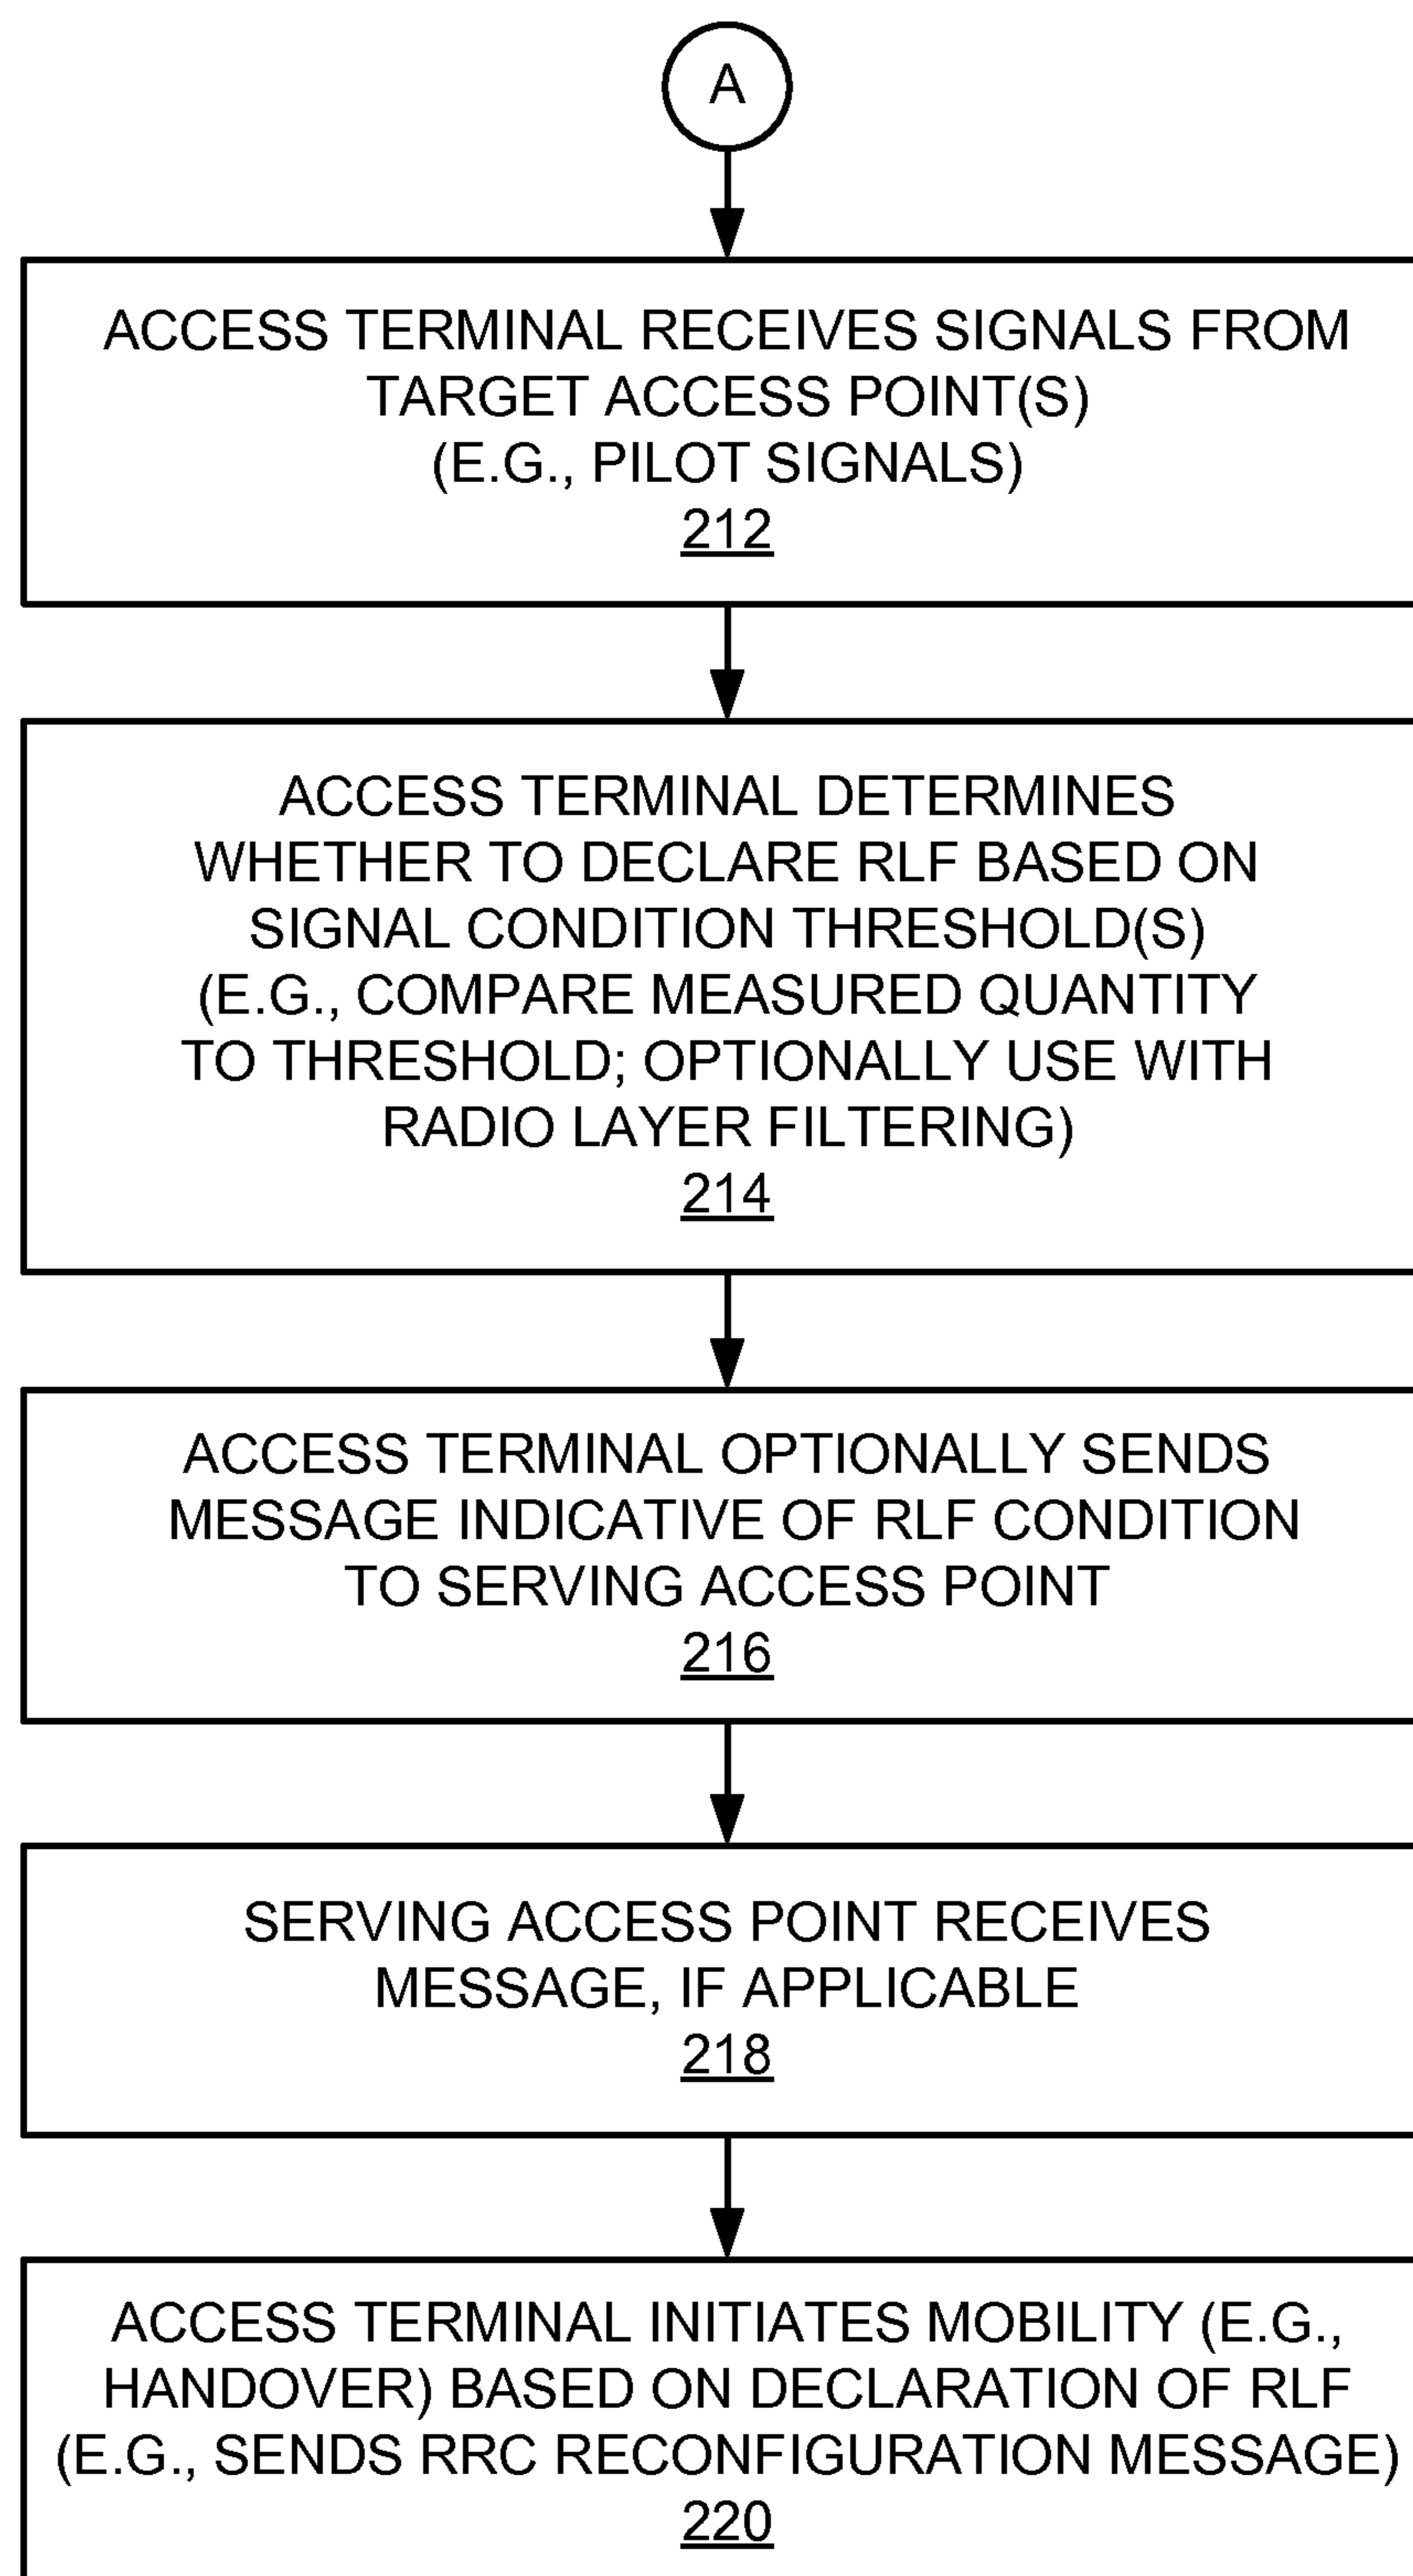 A
ACCESS TERMINAL RECEIVES SIGNALS FROM
TARGET ACCESS POINT(S)
(E.G., PILOT SIGNALS)
212
ACCESS TERMINAL DETERMINES
WHETHER TO DECLARE RLF BASED ON
SIGNAL CONDITION THRESHOLD(S)
(E.G., COMPARE MEASURED QUANTITY
TO THRESHOLD; OPTIONALLY USE WITH
RADIO LAYER FILTERING)
214
ACCESS TERMINAL OPTIONALLY SENDS
MESSAGE INDICATIVE OF RLF CONDITION
TO SERVING ACCESS POINT
216
SERVING ACCESS POINT RECEIVES
MESSAGE, IF APPLICABLE
218
ACCESS TERMINAL INITIATES MOBILITY (E.G.,
HANDOVER) BASED ON DECLARATION OF RLF
(E.G., SENDS RRC RECONFIGURATION MESSAGE)
220